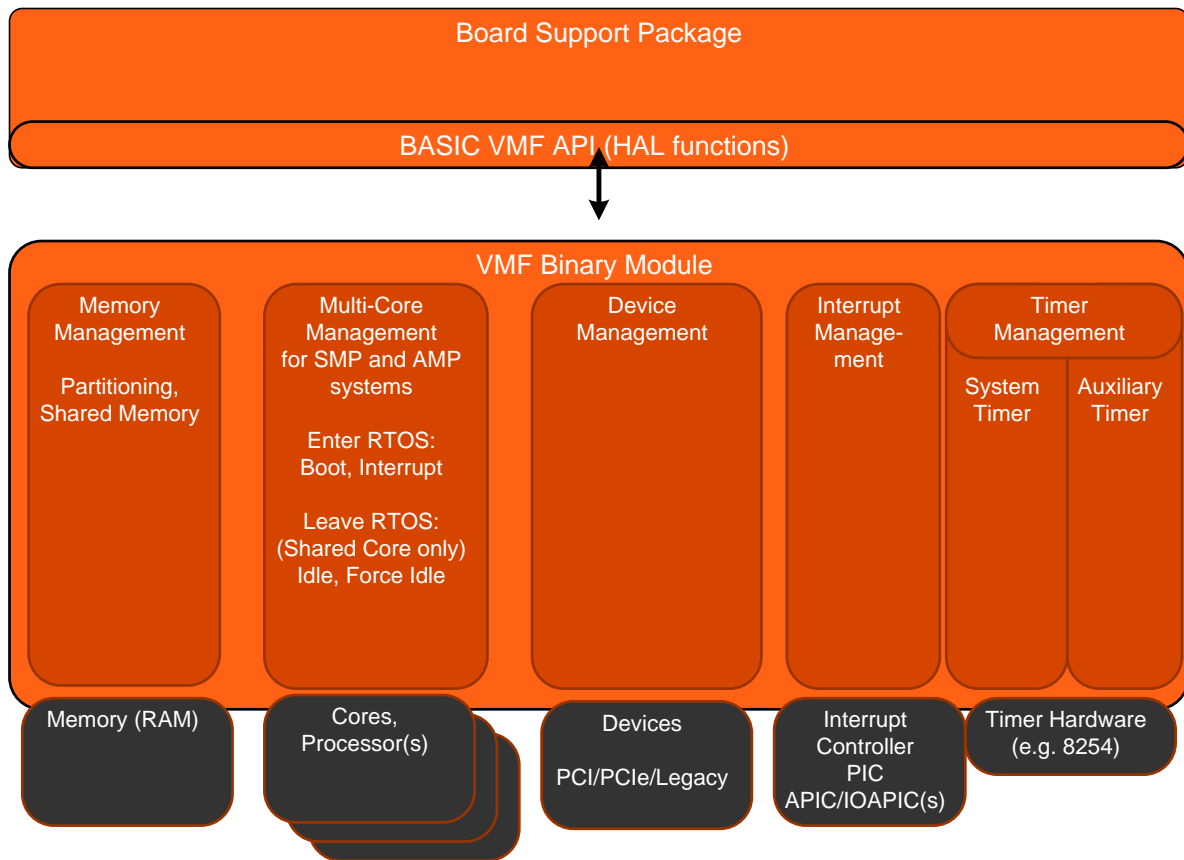 Board Support Package
BASIC VMF API (HAL functions)
VMF Binary Module
Memory
Management
Partitioning,
Shared Memory
Multi-Core
Management
for SMP and AMP
systems
Enter RTOS:
Boot, Interrupt
Leave RTOS:
(Shared Core only)
Idle, Force Idle
Device
Management
Interrupt
Manage-
ment
Timer
Management
System
Timer
Auxiliary
Timer
Memory (RAM)
Cores,
Processor(s)
Devices
PCI/PCIe/Legacy
Interrupt
Controller
PIC
APIC/IOAPIC(s)
Timer Hardware
(e.g. 8254)